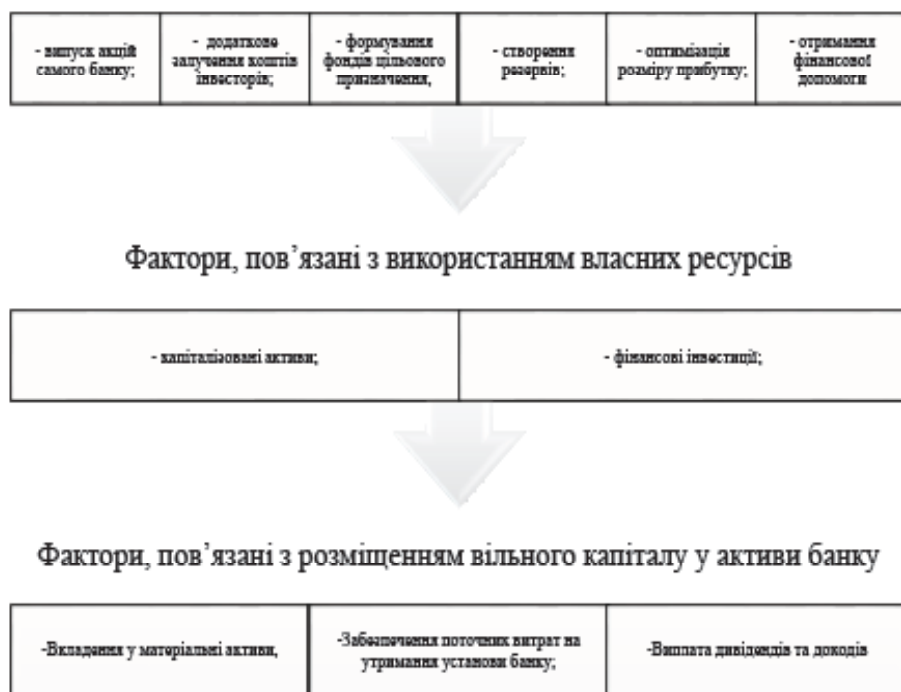 - випуск акцій
самого банку;
- додаткове
залучення коштів
інвесторів;
- формування
фондів цільового
призначення,
- створення
резервів;
- оптимізація
розміру прибутку;
- отримання
фінансової
допомоги
Фактори, пов’язані з використанням власних ресурсів
- капіталізовані активи;
- фінансові інвестиції;
Фактори, пов’язані з розміщенням вільного капіталу у активи банку
-Вкладення у матеріальні активи,
-Забезпечення поточних витрат на
утримання установи банку;
-Виплата дивідендів та доходів